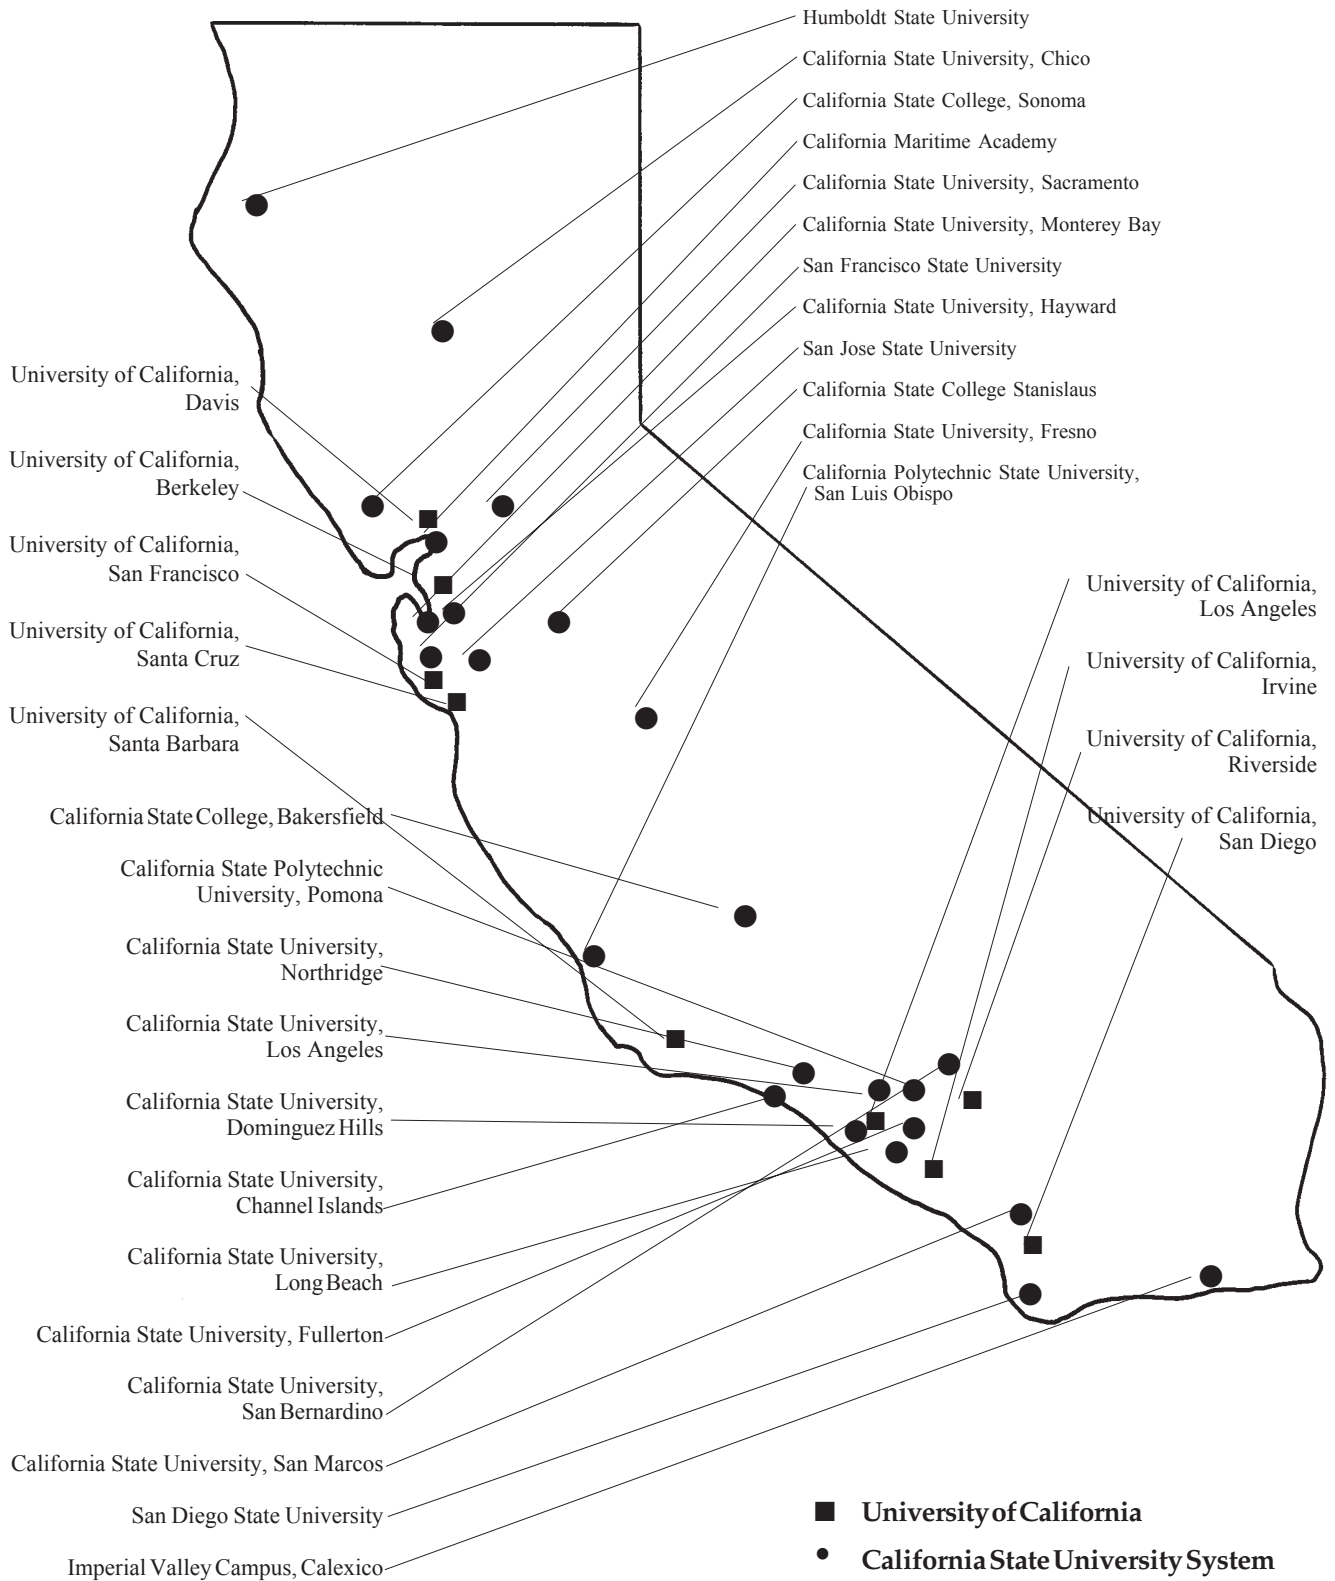 Humboldt State University
California State University, Chico
California State College, Sonoma
California Maritime Academy
California State University, Sacramento
California State University, Monterey Bay
San Francisco State University
California State University, Hayward
San Jose State University
California State College Stanislaus
California State University, Fresno
California Polytechnic State University,
San Luis Obispo
University of California,
Davis
University of California,
Berkeley
University of California,
San Francisco
University of California,
Santa Cruz
University of California,
Santa Barbara
California State College, Bakersfield
California State Polytechnic
University, Pomona
California State University,
Northridge
California State University,
Los Angeles
California State University,
Dominguez Hills
California State University,
Channel Islands
California State University,
Long Beach
California State University, Fullerton
California State University,
San Bernardino
California State University, San Marcos
San Diego State University
Imperial Valley Campus, Calexico
University of California,
Los Angeles
University of California,
Irvine
University of California,
Riverside
University of California,
San Diego
University of California
California State University System